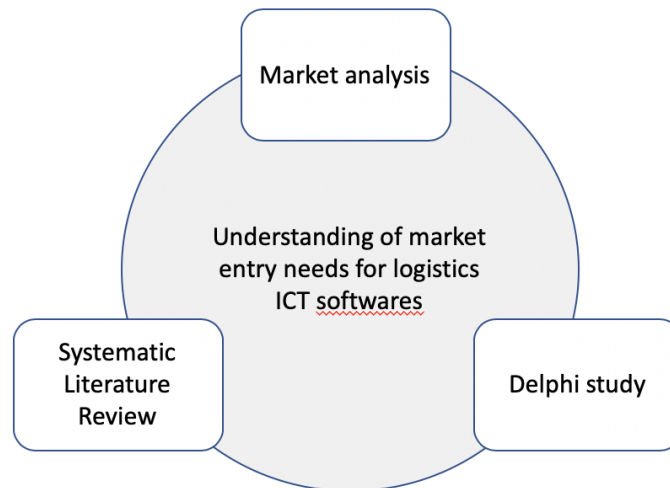 Market analysis
Understanding of market
entry needs for logistics
ICT softwares
Systematic
Literature
Review
Delphi study